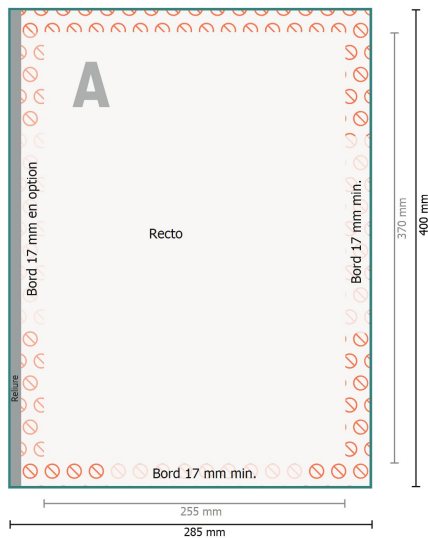 A
Bord 17 mm en option
Recto
Bord 17 mm min.
370 mm
400 mm
Reliure
Bord 17 mm min.
255 mm
285 mm